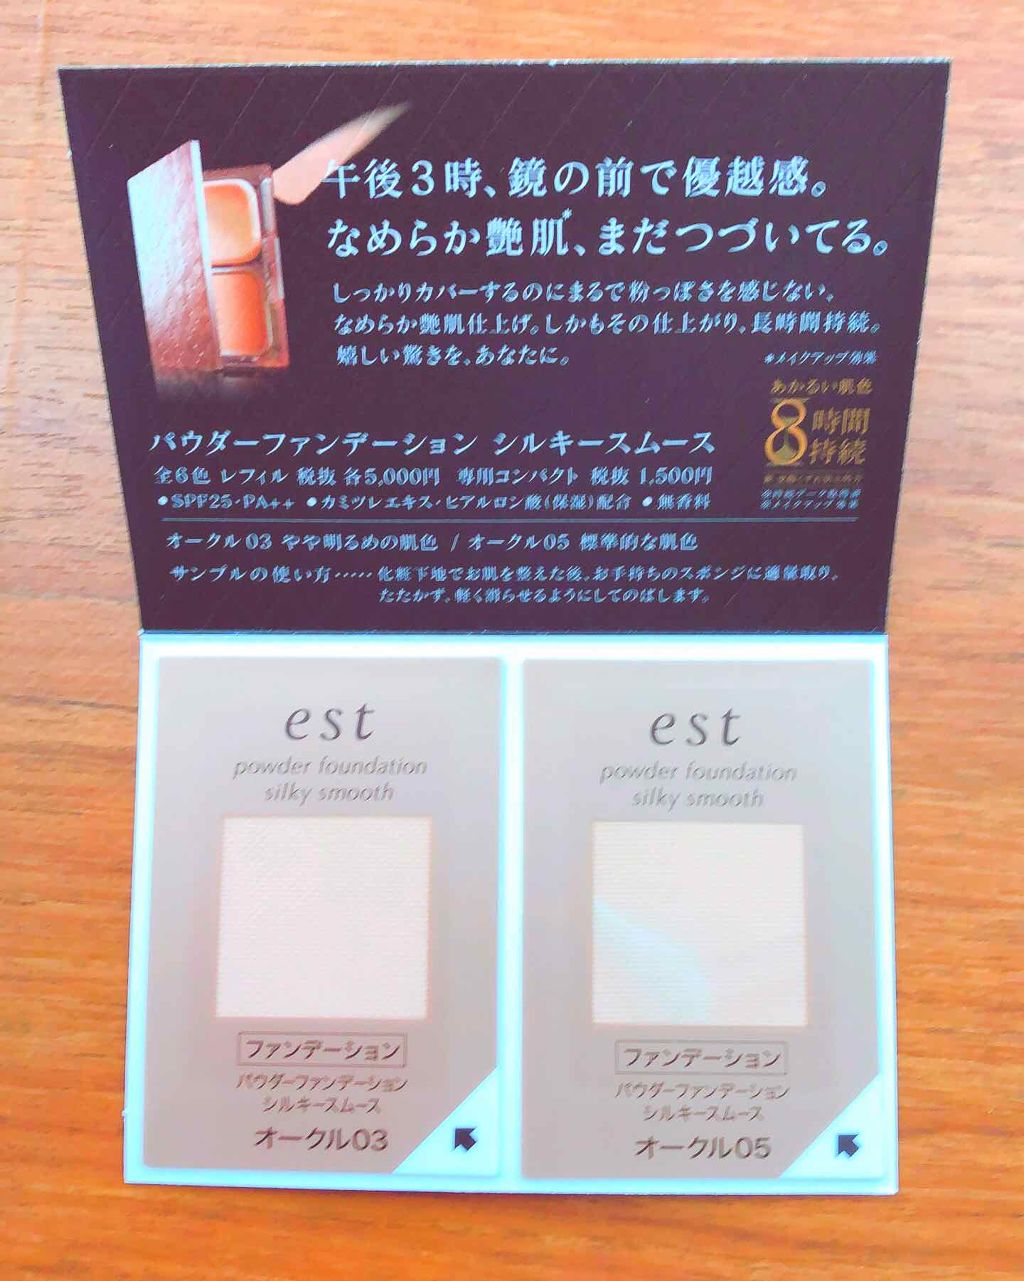 午後3時、鏡の前で優越感。
なめらか艶肌*、まだつづいてる。
しっかりカバーするのにまるで粉っぽさを感じない、
なめらか艶肌仕上げ。しかもその仕上がり、長時間持続。
嬉しい驚きを、あなたに。
*メイクアップ効果
あかるい肌色
8時間
持続
パウダーファンデーション シルキースムース
全6色 レフィル 税抜 各5,000円 専用コンパクト 税抜 1,500円
●SPF25・PA++ ●カミツレエキス・ヒアルロン酸(保湿)配合 ●無香料
オークル03 やや明るめの肌色 / オークル05 標準的な肌色
サンプルの使い方……化粧下地でお肌を整えた後、お手持ちのスポンジに適量取り、
たたかず、軽く滑らせるようにしてのばします。
est
powder foundation
silky smooth
ファンデーション
パウダーファンデーション
シルキースムース
オークル03
est
powder foundation
silky smooth
ファンデーション
パウダーファンデーション
シルキースムース
オークル05